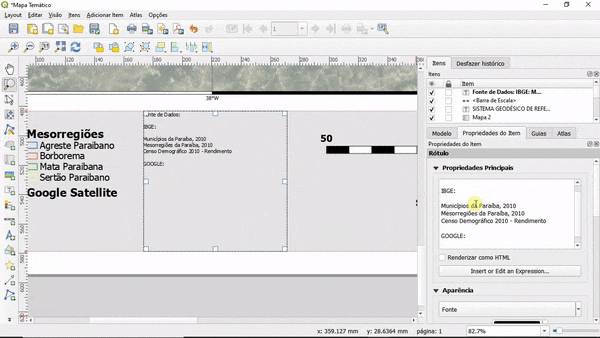 *Mapa Temático
Layout Editar Visão Itens Adicionar Item Atlas Opções
1
38°W
Mesorregiões
Agreste Paraibano
Borborema
Mata Paraibana
Sertão Paraibano
Google Satellite
onte de Dados:
IBGE:
Municípios da Paraíba, 2010
Mesorregiões da Paraíba, 2010
Censo Demográfico 2010 - Rendimento
GOOGLE:
50
Itens Desfazer histórico
Itens
Item
Fonte de Dados: IBGE: M...
<Barra de Escala>
SISTEMA GEODÉSICO DE REFE...
Mapa 2
Modelo Propriedades do Item Guias Atlas
Propriedades do Item
Rótulo
Propriedades Principais
IBGE:
Municípios da Paraíba, 2010
Mesorregiões da Paraíba, 2010
Censo Demográfico 2010 - Rendimento
GOOGLE:
Renderizar como HTML
Insert or Edit an Expression...
Aparência
Fonte
x: 359.127 mm y: 28.6364 mm página: 1 82.7%